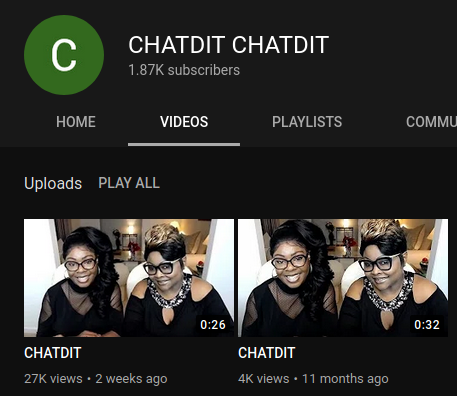 C
CHATDIT CHATDIT
1.87K subscribers
HOME VIDEOS PLAYLISTS COMMU
Uploads PLAY ALL
0:26 0:32
CHATDIT CHATDIT
27K views • 2 weeks ago 4K views • 11 months ago